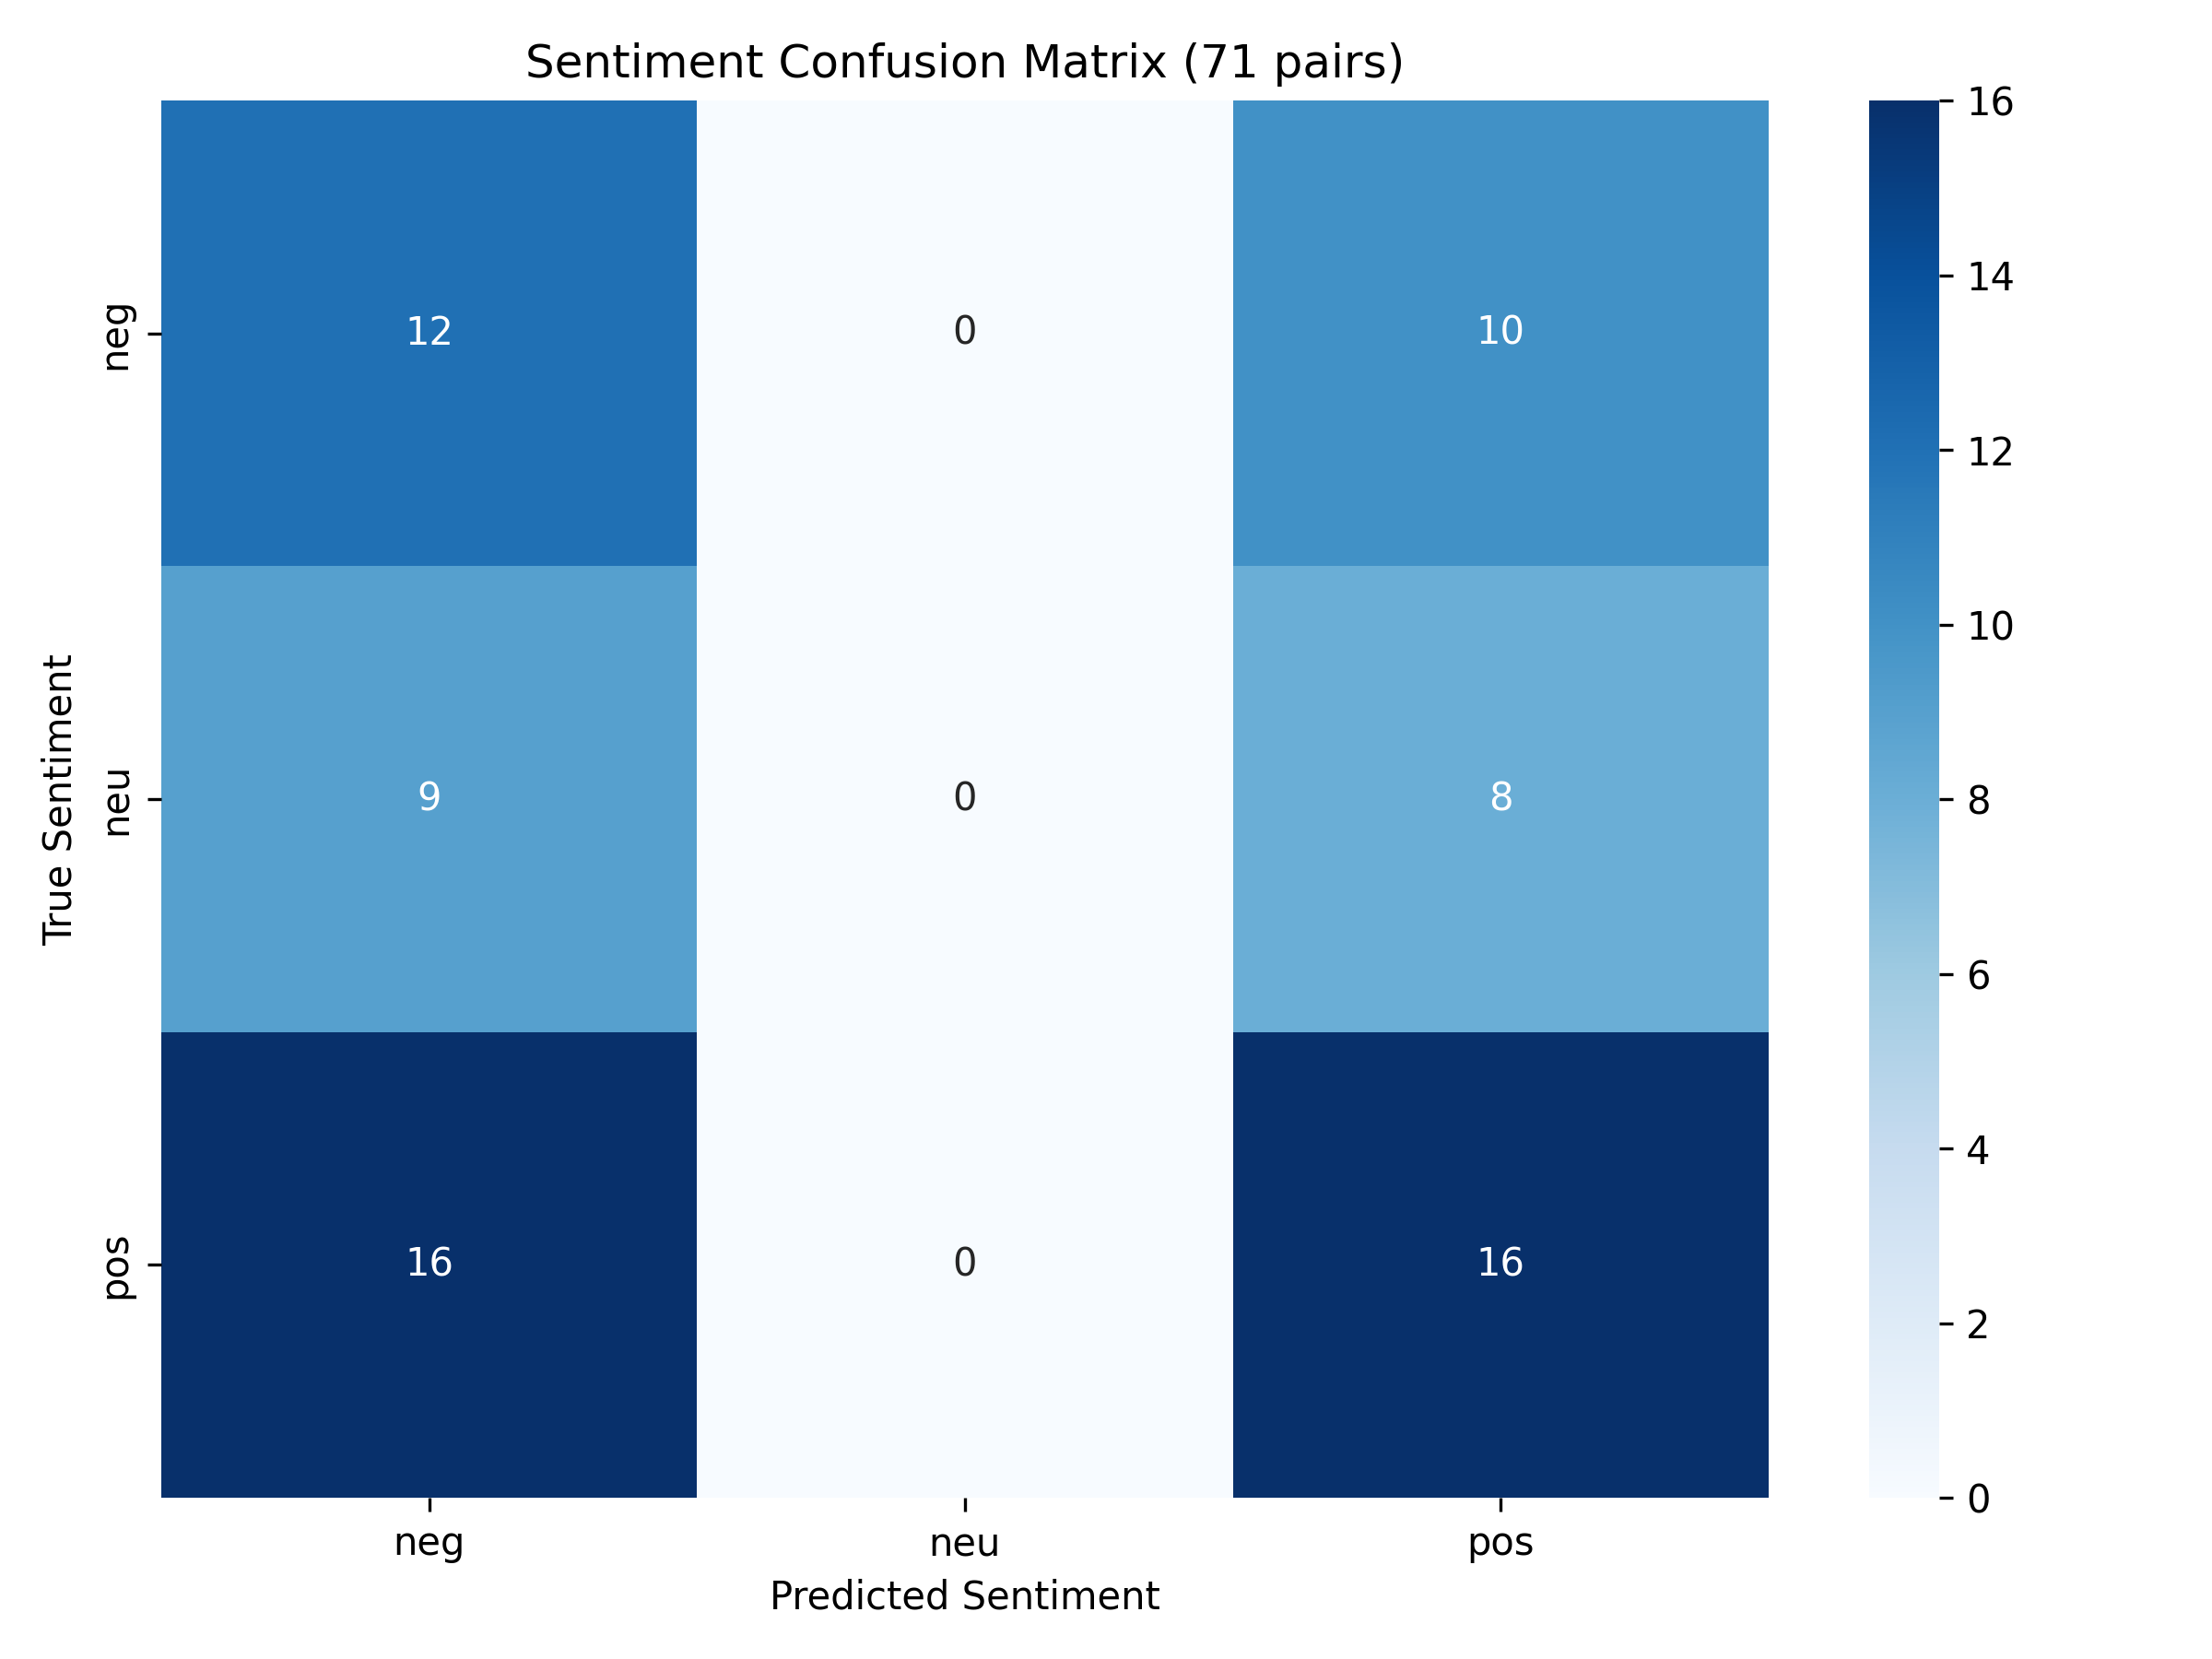 Sentiment Confusion Matrix (71 pairs)
True Sentiment
neg
12
0
10
neu
9
0
8
pos
16
0
16
neg
neu
pos
Predicted Sentiment
16
14
12
10
8
6
4
2
0